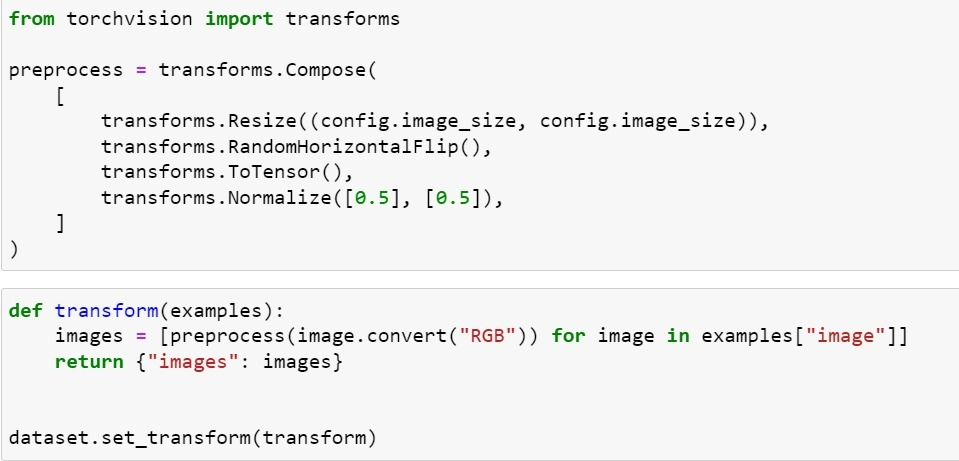 from torchvision import transforms
preprocess = transforms.Compose(
    [
        transforms.Resize((config.image_size, config.image_size)),
        transforms.RandomHorizontalFlip(),
        transforms.ToTensor(),
        transforms.Normalize([0.5], [0.5]),
    ]
)
def transform(examples):
    images = [preprocess(image.convert("RGB")) for image in examples["image"]]
    return {"images": images}
dataset.set_transform(transform)